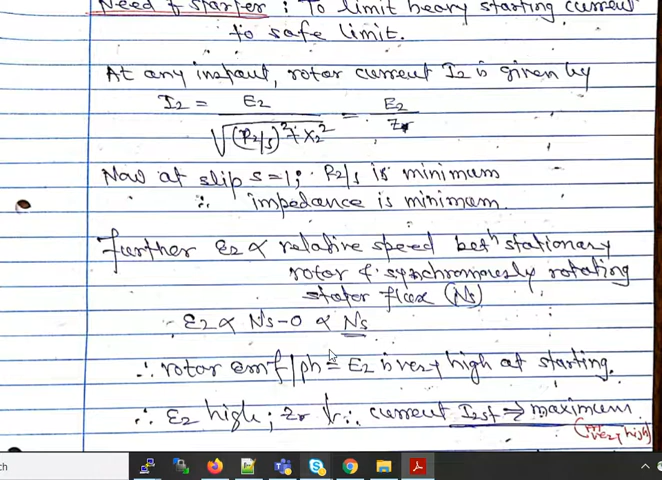 Need of starter : To limit heavy starting current
to safe limit.
At any instant, rotor current I2 is given by
I2 = E2 / √((R2/s)² + X2²) = E2 / Zr
Now at slip s=1; R2/s is minimum
∴ impedance is minimum.
Further E2 ∝ relative speed betⁿ stationary
rotor & synchronously rotating
stator flux (Ns)
E2 ∝ Ns-0 ∝ Ns
∴ rotor emf/ph = E2 is very high at starting.
∴ E2 high; Zr ↓ ∴ current I2st ⇒ maximum
(very high)
ch